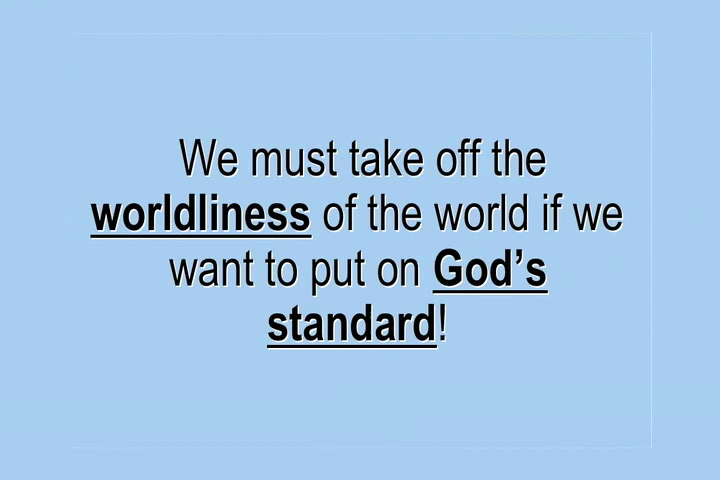 We must take off the
worldliness of the world if we
want to put on God’s
standard!